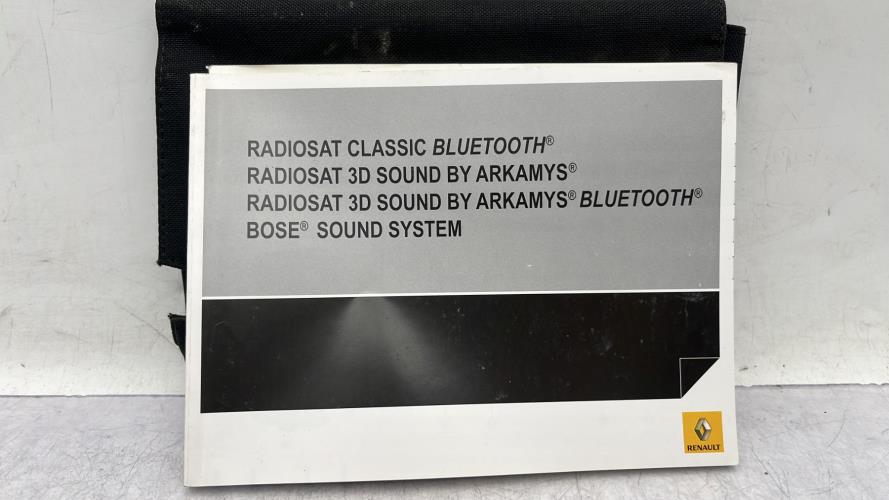 RADIOSAT CLASSIC BLUETOOTH®
RADIOSAT 3D SOUND BY ARKAMYS®
RADIOSAT 3D SOUND BY ARKAMYS® BLUETOOTH®
BOSE® SOUND SYSTEM
RENAULT